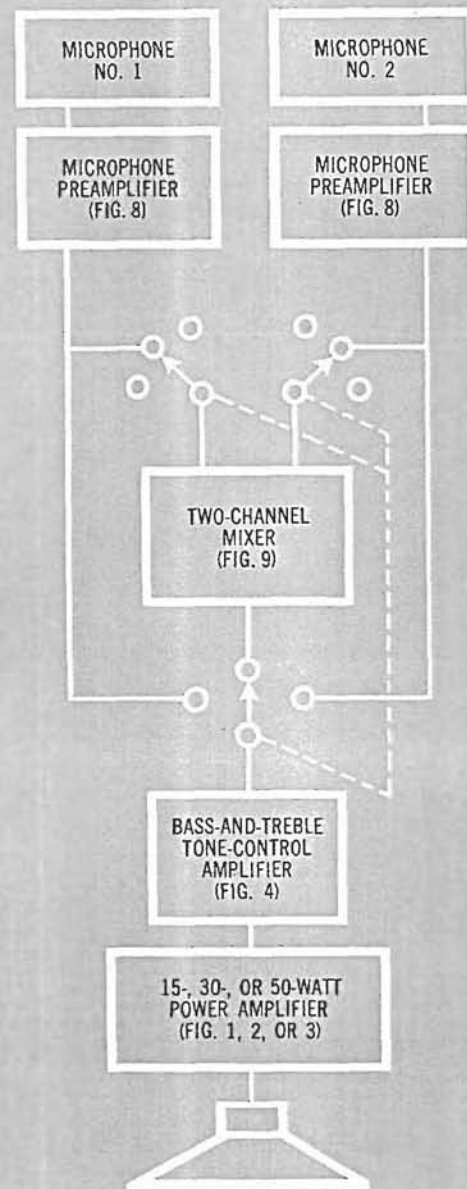 MICROPHONE
NO. 1
MICROPHONE
NO. 2
MICROPHONE
PREAMPLIFIER
(FIG. 8)
MICROPHONE
PREAMPLIFIER
(FIG. 8)
TWO-CHANNEL
MIXER
(FIG. 9)
BASS-AND-TREBLE
TONE-CONTROL
AMPLIFIER
(FIG. 4)
15-, 30-, OR 50-WATT
POWER AMPLIFIER
(FIG. 1, 2, OR 3)